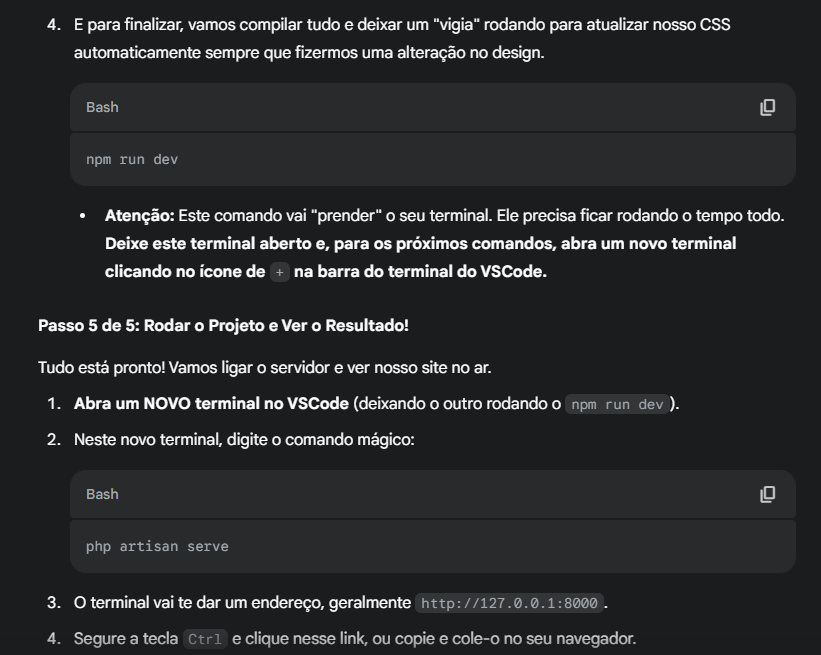 4. E para finalizar, vamos compilar tudo e deixar um "vigia" rodando para atualizar nosso CSS
automaticamente sempre que fizermos uma alteração no design.
Bash
npm run dev
• Atenção: Este comando vai "prender" o seu terminal. Ele precisa ficar rodando o tempo todo.
Deixe este terminal aberto e, para os próximos comandos, abra um novo terminal
clicando no ícone de + na barra do terminal do VSCode.
Passo 5 de 5: Rodar o Projeto e Ver o Resultado!
Tudo está pronto! Vamos ligar o servidor e ver nosso site no ar.
1. Abra um NOVO terminal no VSCode (deixando o outro rodando o npm run dev).
2. Neste novo terminal, digite o comando mágico:
Bash
php artisan serve
3. O terminal vai te dar um endereço, geralmente http://127.0.0.1:8000.
4. Segure a tecla Ctrl e clique nesse link, ou copie e cole-o no seu navegador.